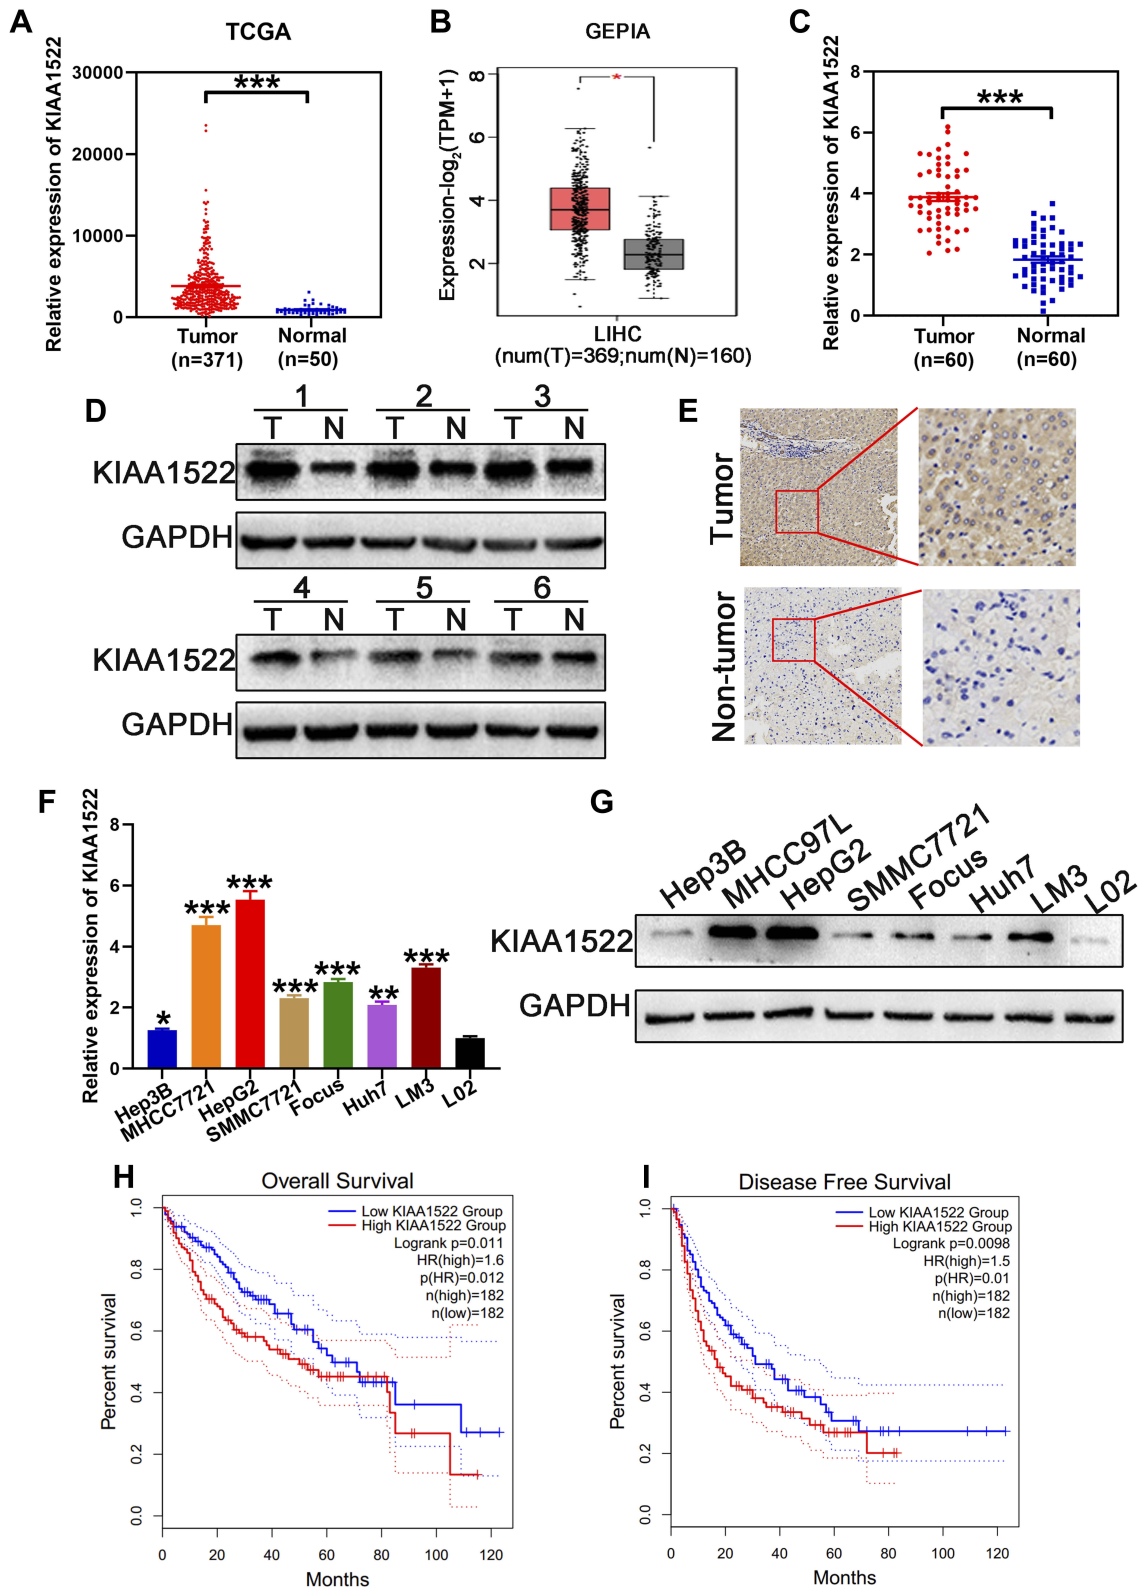 A
TCGA
Relative expression of KIAA1522
30000
20000
10000
0
***
Tumor
(n=371)
Normal
(n=50)
B
GEPIA
Expression-log2(TPM+1)
8
6
4
2
*
LIHC
(num(T)=369;num(N)=160)
C
Relative expression of KIAA1522
8
6
4
2
0
***
Tumor
(n=60)
Normal
(n=60)
D
1 2 3
T N T N T N
KIAA1522
GAPDH
4 5 6
T N T N T N
KIAA1522
GAPDH
E
Tumor
Non-tumor
F
Relative expression of KIAA1522
8
6
4
2
0
* *** *** *** *** ** ***
Hep3B
MHCC7721
HepG2
SMMC7721
Focus
Huh7
LM3
L02
G
Hep3B
MHCC97L
HepG2
SMMC7721
Focus
Huh7
LM3
L02
KIAA1522
GAPDH
H
Overall Survival
Low KIAA1522 Group
High KIAA1522 Group
Logrank p=0.011
HR(high)=1.6
p(HR)=0.012
n(high)=182
n(low)=182
Percent survival
1.0
0.8
0.6
0.4
0.2
0.0
0 20 40 60 80 100 120
Months
I
Disease Free Survival
Low KIAA1522 Group
High KIAA1522 Group
Logrank p=0.0098
HR(high)=1.5
p(HR)=0.01
n(high)=182
n(low)=182
Percent survival
1.0
0.8
0.6
0.4
0.2
0.0
0 20 40 60 80 100 120
Months